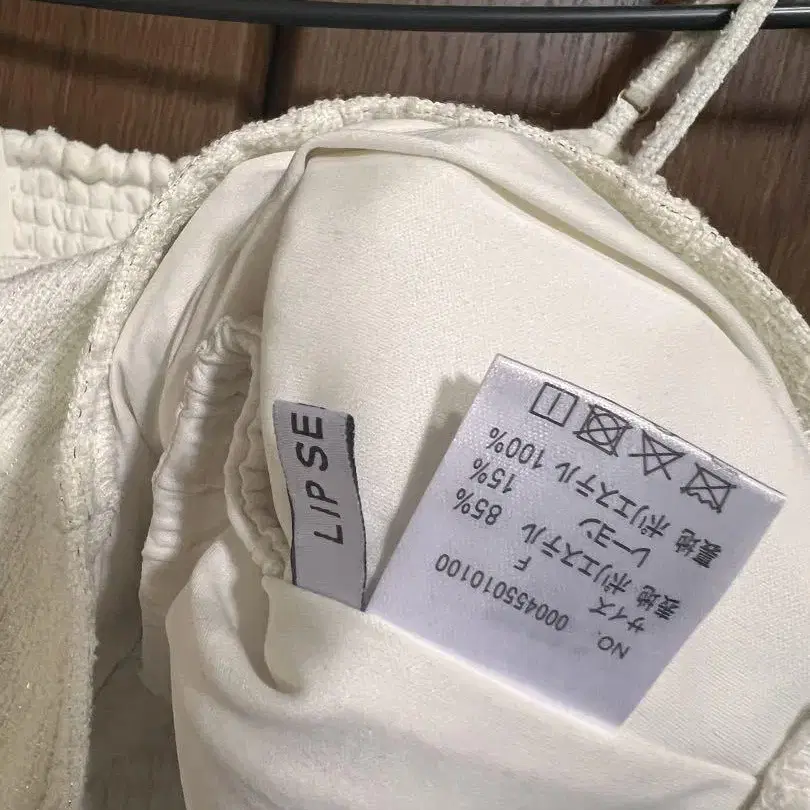 LIP SE
NO. 000455010100
サイズ F
表地 ポリエステル 85%
レーヨン 15%
裏地 ポリエステル 100%